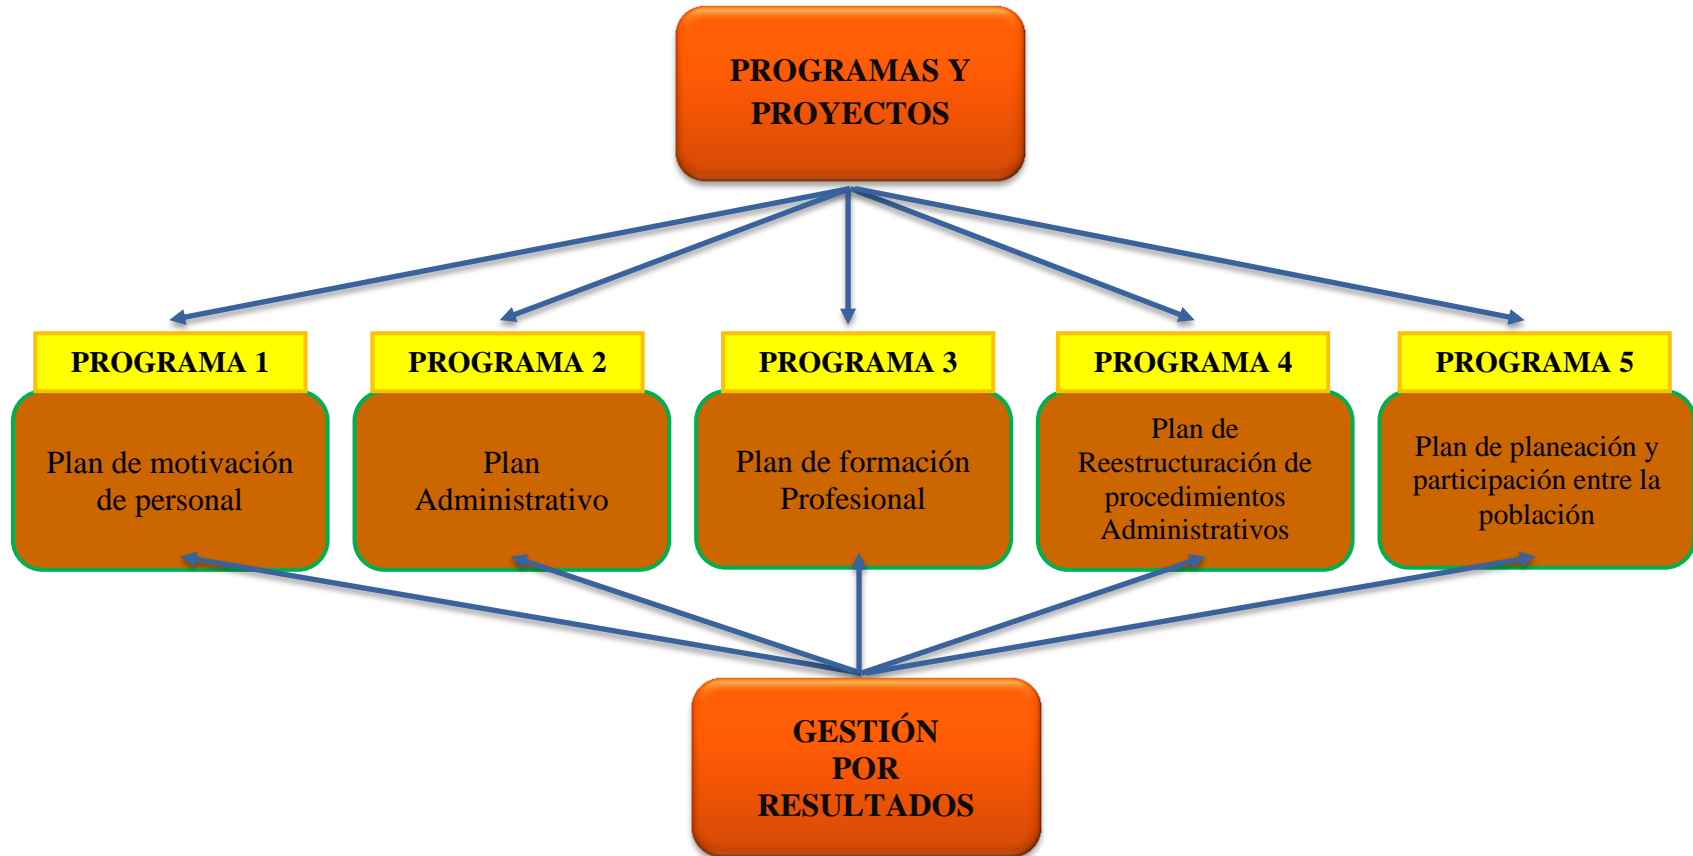 PROGRAMAS Y
PROYECTOS
PROGRAMA 1
Plan de motivación
de personal
PROGRAMA 2
Plan
Administrativo
PROGRAMA 3
Plan de formación
Profesional
PROGRAMA 4
Plan de
Reestructuración de
procedimientos
Administrativos
PROGRAMA 5
Plan de planeación y
participación entre la
población
GESTIÓN
POR
RESULTADOS